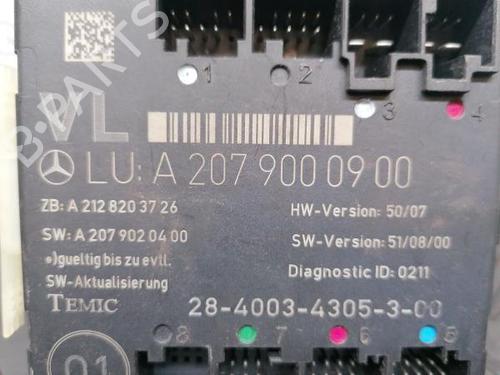 1 2 3 4
VL
LU: A 207 900 09 00
ZB: A 212 820 37 26
HW-Version: 50/07
SW: A 207 902 04 00
SW-Version: 51/08/00
*)gueltig bis zu evtl.
SW-Aktualisierung
Diagnostic ID: 0211
TEMIC
28-4003-4305-3-00
8 7 6 5
01
B-PARTS